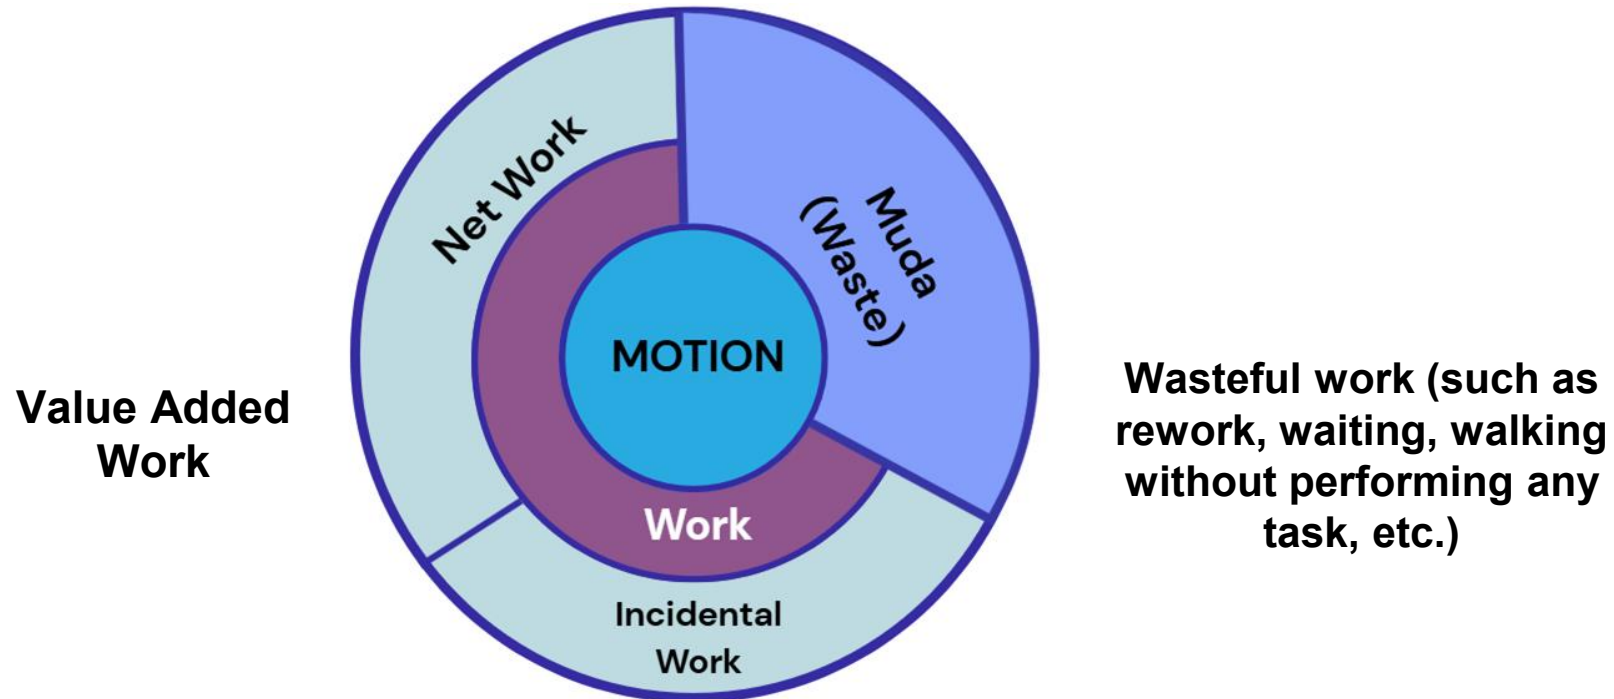 Value Added
Work
Net Work
MOTION
Work
Incidental
Work
Muda
(Waste)
Wasteful work (such as
rework, waiting, walking
without performing any
task, etc.)